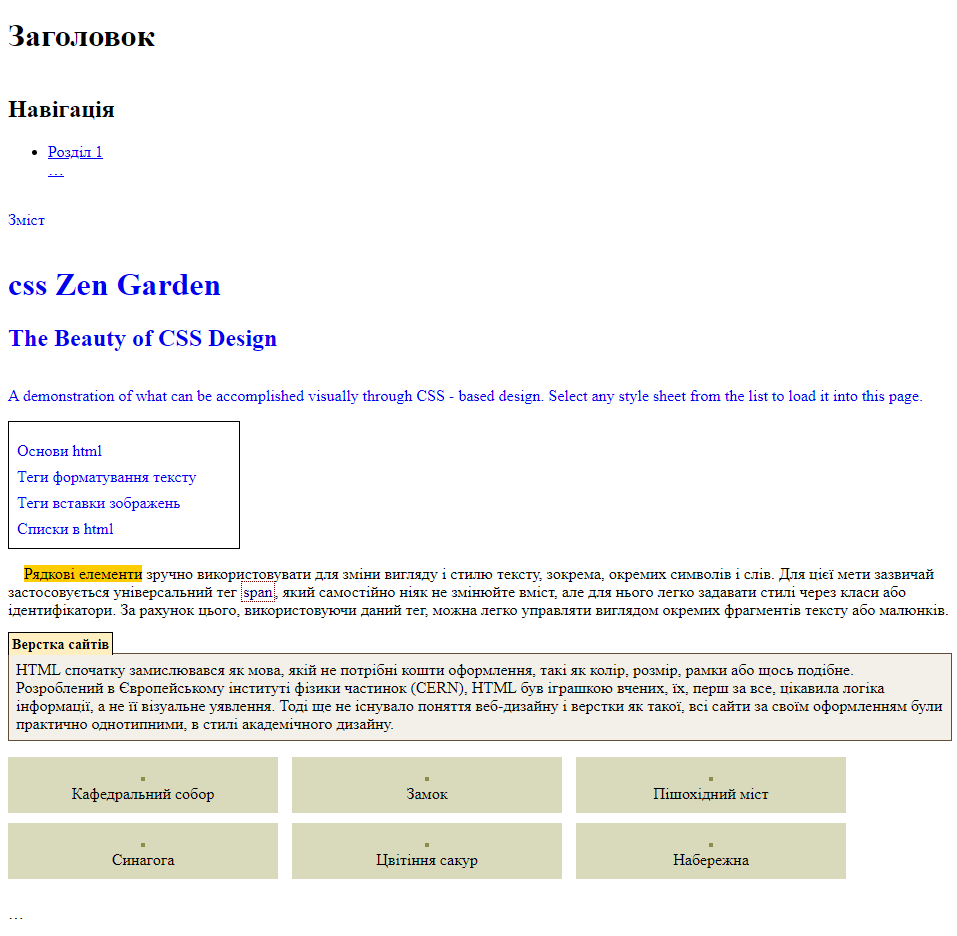 Заголовок
Навігація
Розділ 1
…
Зміст
css Zen Garden
The Beauty of CSS Design
A demonstration of what can be accomplished visually through CSS - based design. Select any style sheet from the list to load it into this page.
Основи html
Теги форматування тексту
Теги вставки зображень
Списки в html
Рядкові елементи зручно використовувати для зміни вигляду і стилю тексту, зокрема, окремих символів і слів. Для цієї мети зазвичай
застосовується універсальний тег span, який самостійно ніяк не змінюйте вміст, але для нього легко задавати стилі через класи або
ідентифікатори. За рахунок цього, використовуючи даний тег, можна легко управляти виглядом окремих фрагментів тексту або малюнків.
Верстка сайтів
HTML спочатку замислювався як мова, якій не потрібні кошти оформлення, такі як колір, розмір, рамки або щось подібне.
Розроблений в Європейському інституті фізики частинок (CERN), HTML був іграшкою вчених, їх, перш за все, цікавила логіка
інформації, а не її візуальне уявлення. Тоді ще не існувало поняття веб-дизайну і верстки як такої, всі сайти за своїм оформленням були
практично однотипними, в стилі академічного дизайну.
Кафедральний собор
Замок
Пішохідний міст
Синагога
Цвітіння сакур
Набережна
…